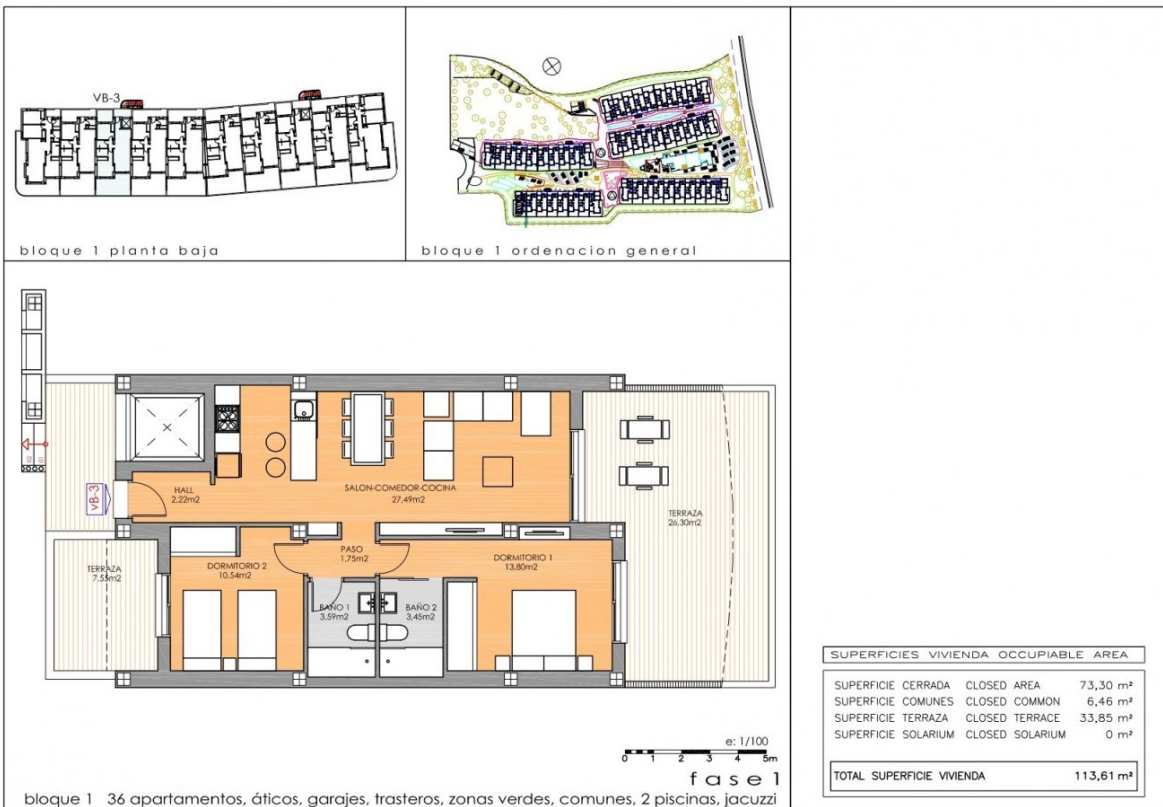 VB-3
bloque 1 planta baja
bloque 1 ordenacion general
VB-3
HALL
2,22m2
SALON-COMEDOR-COCINA
27,49m2
TERRAZA
26,30m2
TERRAZA
7,55m2
DORMITORIO 2
10,54m2
PASO
1,75m2
DORMITORIO 1
13,80m2
BAÑO 1
3,59m2
BAÑO 2
3,45m2
e: 1/100
0 1 2 3 4 5m
fase 1
bloque 1 36 apartamentos, áticos, garajes, trasteros, zonas verdes, comunes, 2 piscinas, jacuzzi
SUPERFICIES VIVIENDA OCCUPIABLE AREA
SUPERFICIE CERRADA CLOSED AREA 73,30 m²
SUPERFICIE COMUNES CLOSED COMMON 6,46 m²
SUPERFICIE TERRAZA CLOSED TERRACE 33,85 m²
SUPERFICIE SOLARIUM CLOSED SOLARIUM 0 m²
TOTAL SUPERFICIE VIVIENDA 113,61 m²